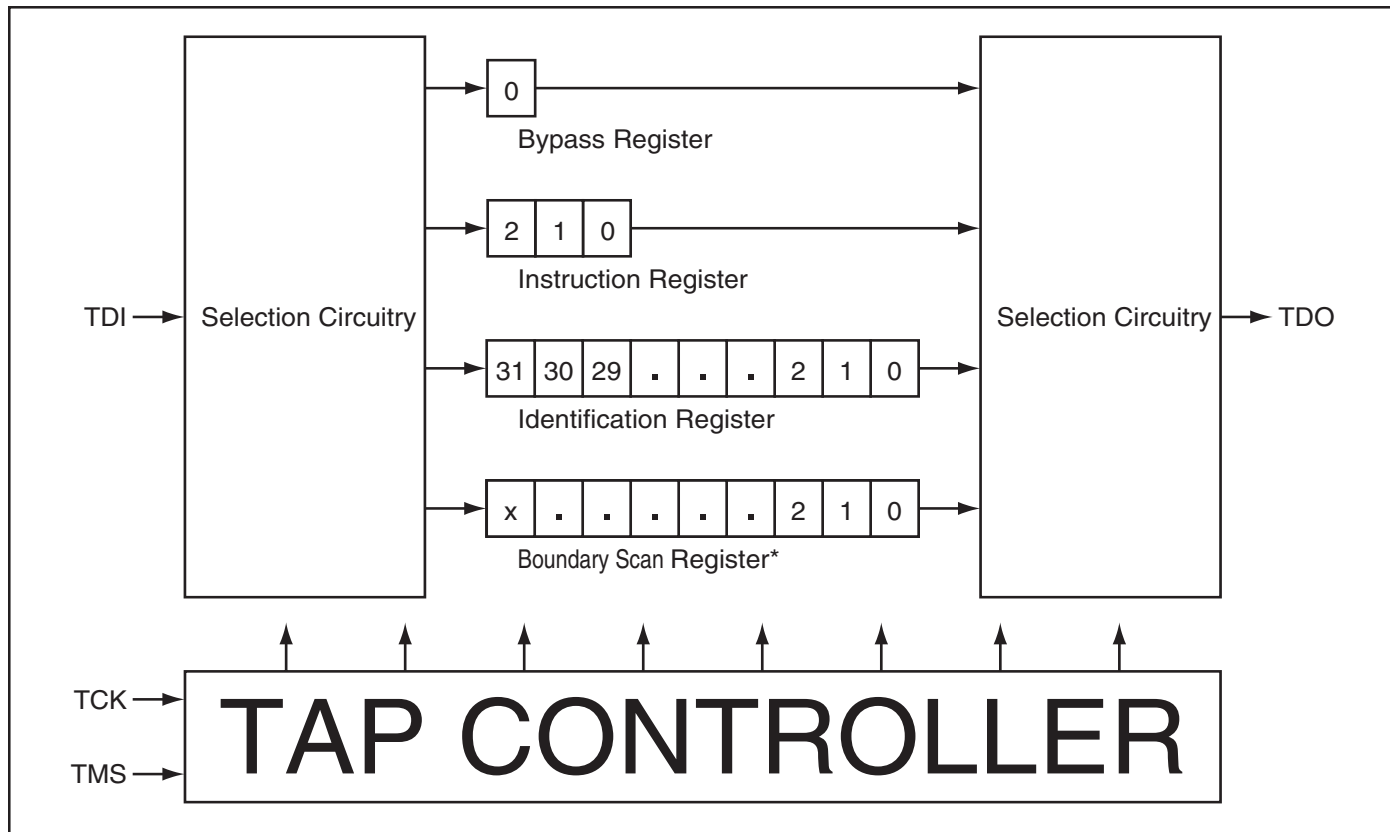 0
Bypass Register
2 1 0
Instruction Register
TDI
Selection Circuitry
Selection Circuitry
TDO
31 30 29 . . . 2 1 0
Identification Register
x . . . . . 2 1 0
Boundary Scan Register*
TCK
TMS
TAP CONTROLLER